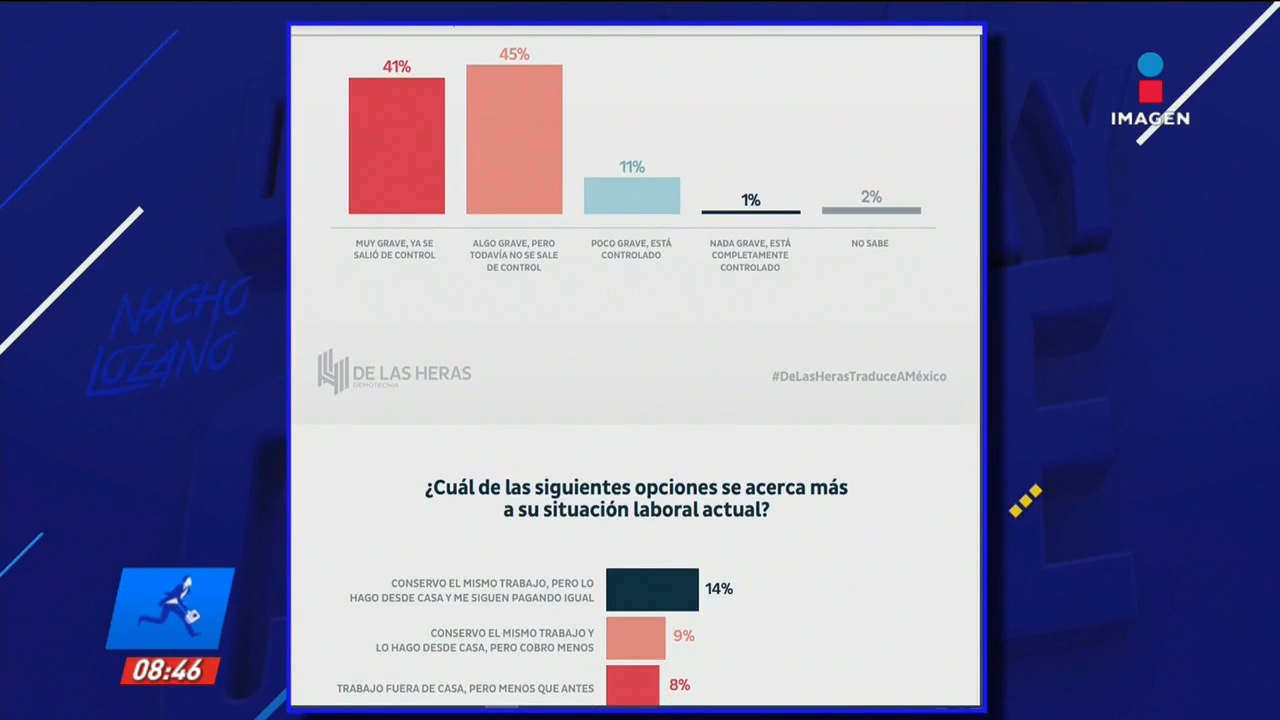 41%
45%
11%
1%
2%
MUY GRAVE, YA SE
SALIÓ DE CONTROL
ALGO GRAVE, PERO
TODAVÍA NO SE SALE
DE CONTROL
POCO GRAVE, ESTÁ
CONTROLADO
NADA GRAVE, ESTÁ
COMPLETAMENTE
CONTROLADO
NO SABE
DE LAS HERAS
DEMOTECNIA
#DeLasHerasTraduceAMéxico
¿Cuál de las siguientes opciones se acerca más
a su situación laboral actual?
CONSERVO EL MISMO TRABAJO, PERO LO
HAGO DESDE CASA Y ME SIGUEN PAGANDO IGUAL
14%
CONSERVO EL MISMO TRABAJO Y
LO HAGO DESDE CASA, PERO COBRO MENOS
9%
TRABAJO FUERA DE CASA, PERO MENOS QUE ANTES
8%
IMAGEN
NACHO
LOZANO
08:46